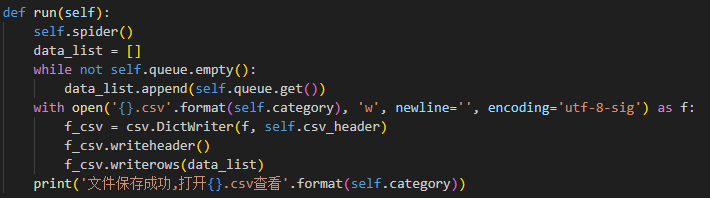 def run(self):
    self.spider()
    data_list = []
    while not self.queue.empty():
        data_list.append(self.queue.get())
    with open('{}.csv'.format(self.category), 'w', newline='', encoding='utf-8-sig') as f:
        f_csv = csv.DictWriter(f, self.csv_header)
        f_csv.writeheader()
        f_csv.writerows(data_list)
    print('文件保存成功,打开{}.csv查看'.format(self.category))